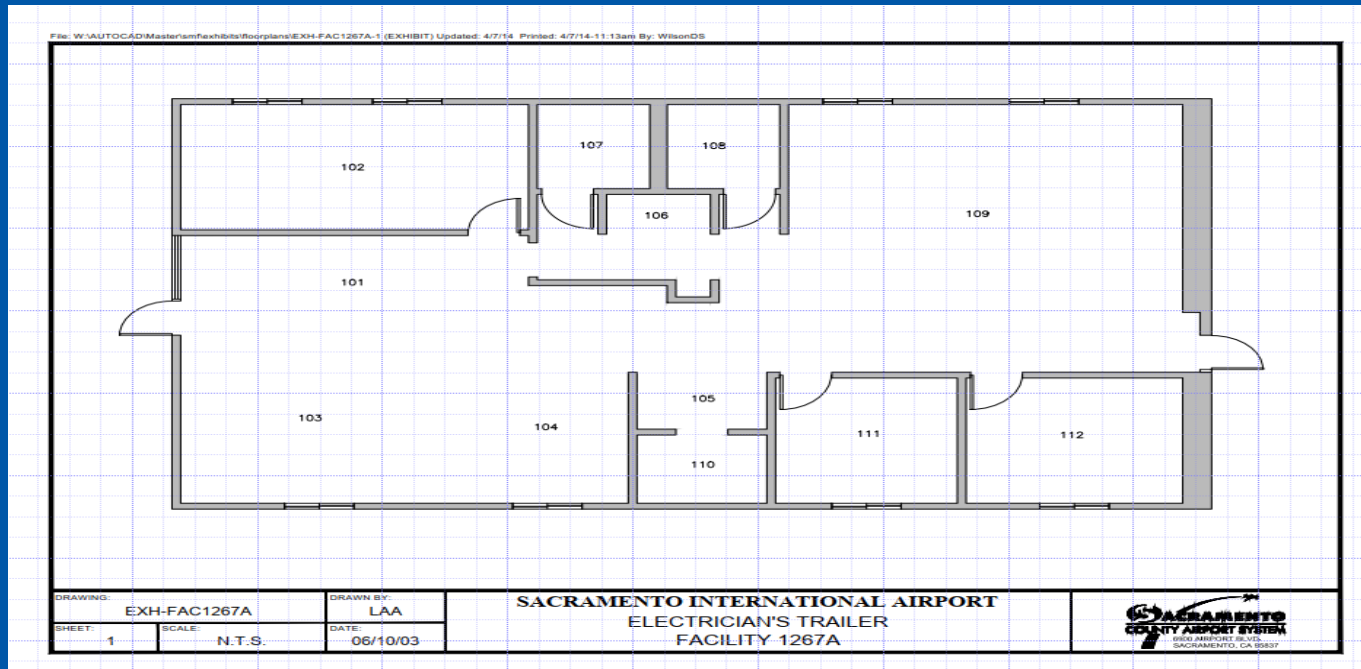 File: W:\AUTOCAD\Master\smf\exhibits\floorplans\EXH-FAC1267A-1 (EXHIBIT) Updated: 4/7/14 Printed: 4/7/14-11:13am By: WilsonDS
107
108
102
106
109
101
105
103
104
111
112
110
DRAWING:
EXH-FAC1267A
DRAWN BY:
LAA
SHEET:
1
SCALE:
N.T.S.
DATE:
06/10/03
SACRAMENTO INTERNATIONAL AIRPORT
ELECTRICIAN'S TRAILER
FACILITY 1267A
SACRAMENTO
COUNTY AIRPORT SYSTEM
6900 AIRPORT BLVD.
SACRAMENTO, CA 95837